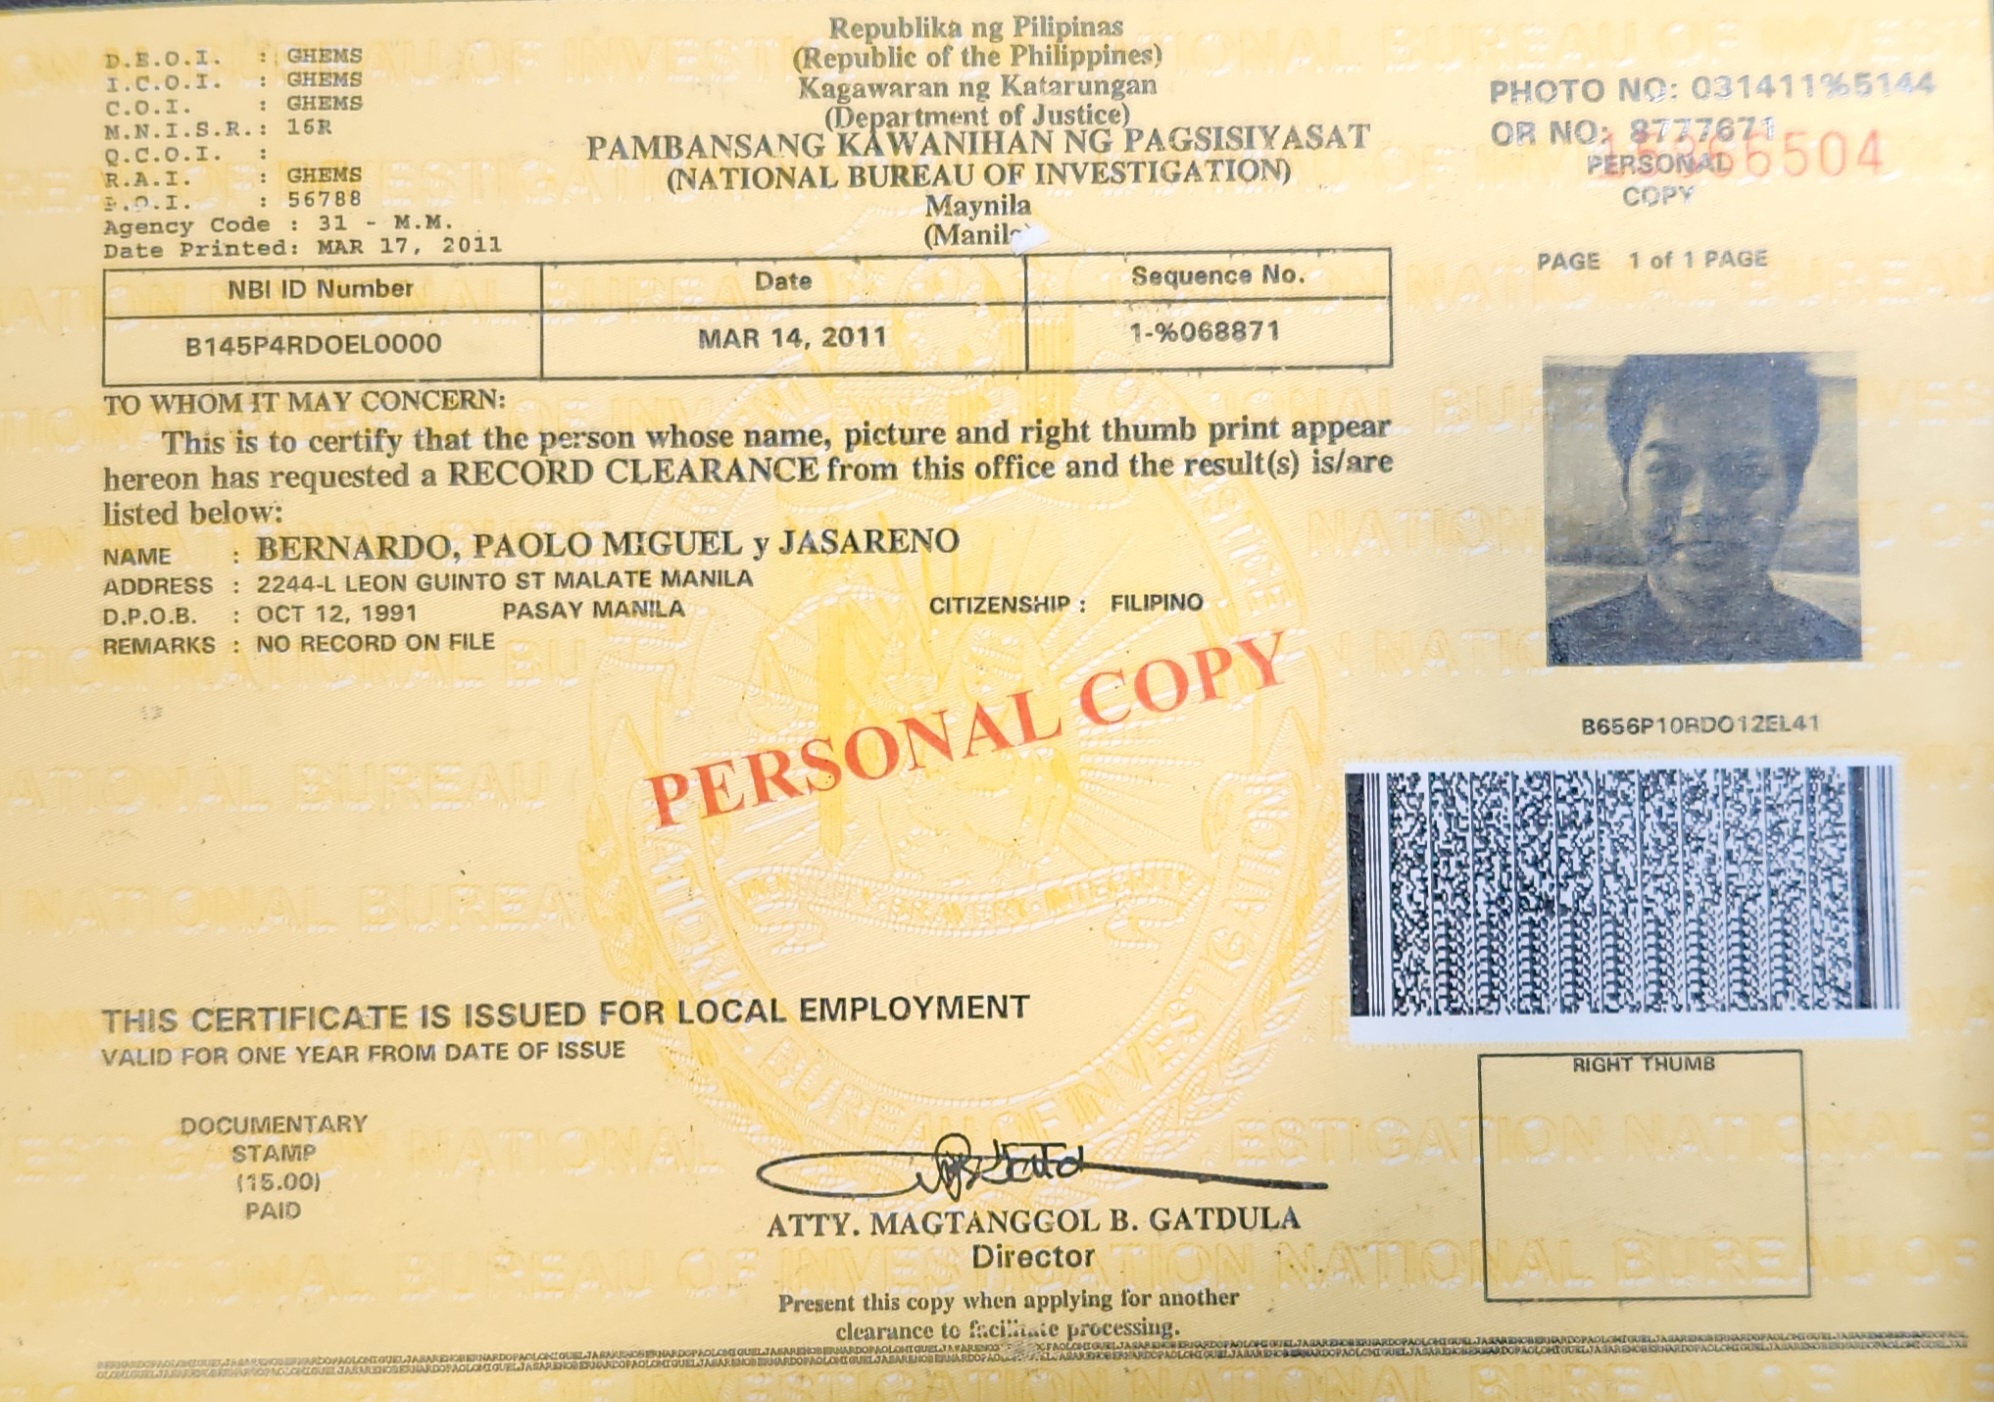 Republika ng Pilipinas
(Republic of the Philippines)
Kagawaran ng Katarungan
(Department of Justice)
PAMBANSANG KAWANIHAN NG PAGSISIYASAT
(NATIONAL BUREAU OF INVESTIGATION)
Maynila
(Manila)
D.E.O.I. : GHEMS
I.C.O.I. : GHEMS
C.O.I. : GHEMS
M.N.I.S.R.: 16R
Q.C.O.I. :
R.A.I. : GHEMS
P.O.I. : 56788
Agency Code : 31 - M.M.
Date Printed: MAR 17, 2011
PHOTO NO: 031411%5144
OR NO: 8777671
PERSONAL
COPY
PAGE 1 of 1 PAGE
NBI ID Number Date Sequence No.
B145P4RDOEL0000 MAR 14, 2011 1-%068871
TO WHOM IT MAY CONCERN:
This is to certify that the person whose name, picture and right thumb print appear
hereon has requested a RECORD CLEARANCE from this office and the result(s) is/are
listed below:
NAME : BERNARDO, PAOLO MIGUEL y JASARENO
ADDRESS : 2244-L LEON GUINTO ST MALATE MANILA
D.P.O.B. : OCT 12, 1991 PASAY MANILA CITIZENSHIP : FILIPINO
REMARKS : NO RECORD ON FILE
PERSONAL COPY
B656P10RDO12EL41
THIS CERTIFICATE IS ISSUED FOR LOCAL EMPLOYMENT
VALID FOR ONE YEAR FROM DATE OF ISSUE
RIGHT THUMB
DOCUMENTARY
STAMP
(15.00)
PAID
ATTY. MAGTANGGOL B. GATDULA
Director
Present this copy when applying for another
clearance to facilitate processing.